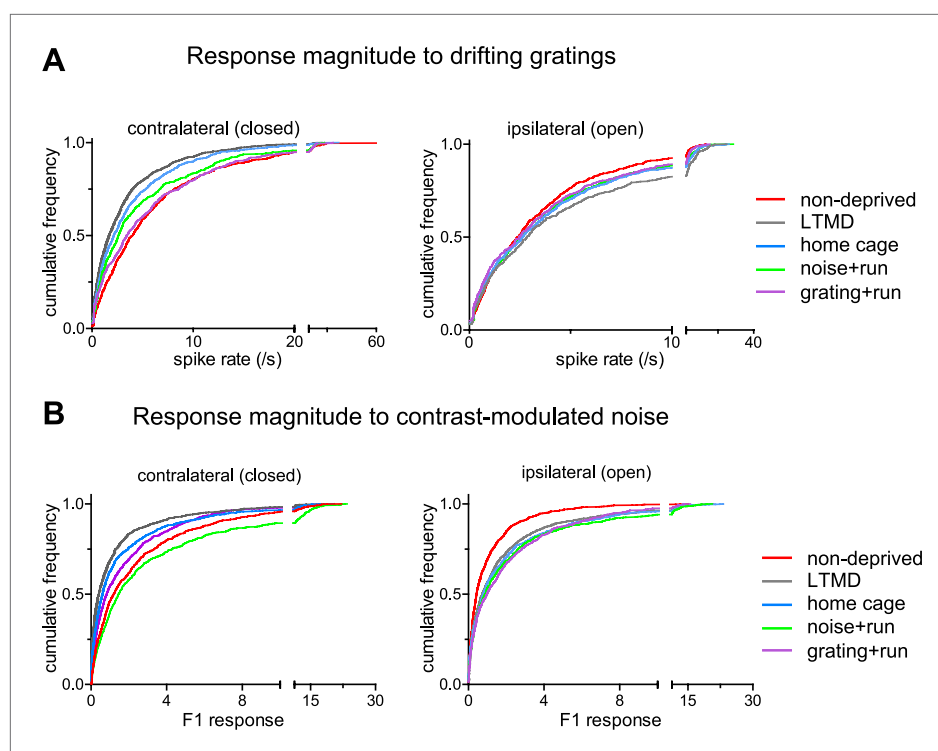 A Response magnitude to drifting gratings
contralateral (closed)
cumulative frequency
1.0
0.5
0.0
0 10 20 60
spike rate (/s)
ipsilateral (open)
cumulative frequency
1.0
0.5
0.0
0 10 40
spike rate (/s)
non-deprived
LTMD
home cage
noise+run
grating+run
B Response magnitude to contrast-modulated noise
contralateral (closed)
cumulative frequency
1.0
0.5
0.0
0 4 8 15 30
F1 response
ipsilateral (open)
cumulative frequency
1.0
0.5
0.0
0 4 8 15 30
F1 response
non-deprived
LTMD
home cage
noise+run
grating+run